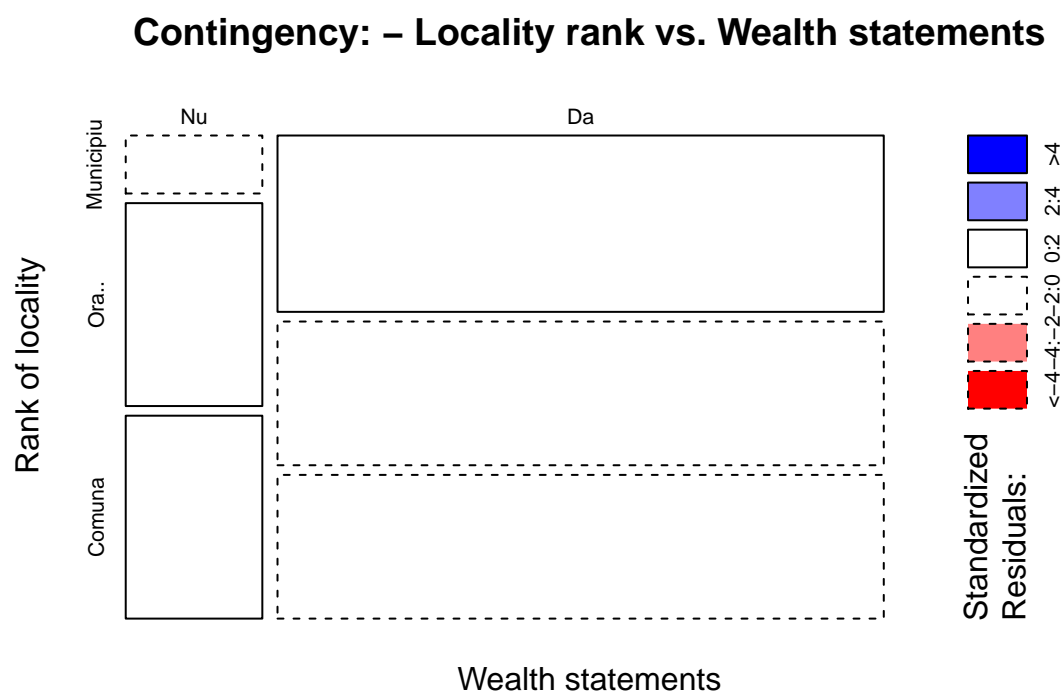 Contingency: – Locality rank vs. Wealth statements
Nu
Da
Municipiu
Ora..
Comuna
Rank of locality
Wealth statements
Standardized
Residuals:
<−4
−4:−2
−2:0
0:2
2:4
>4